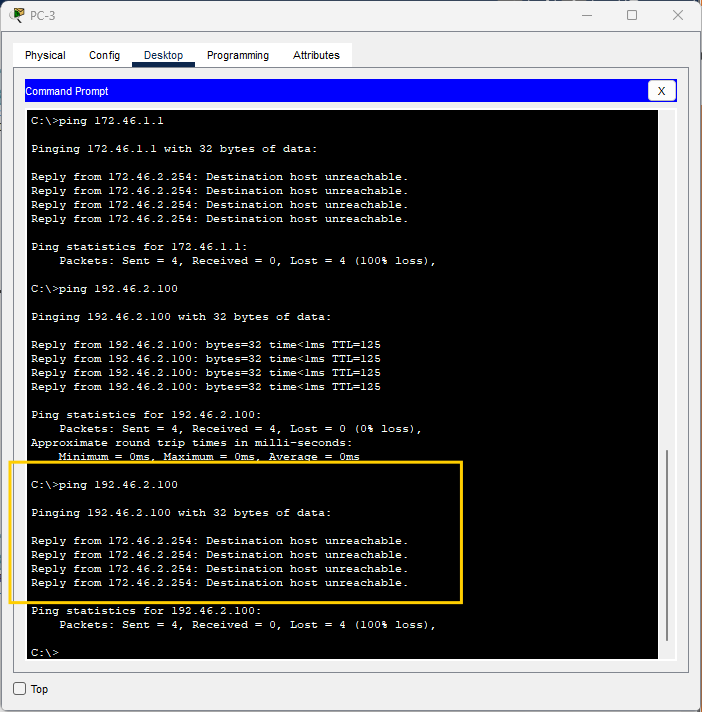 PC-3
Physical Config Desktop Programming Attributes
Command Prompt X
C:\>ping 172.46.1.1
Pinging 172.46.1.1 with 32 bytes of data:
Reply from 172.46.2.254: Destination host unreachable.
Reply from 172.46.2.254: Destination host unreachable.
Reply from 172.46.2.254: Destination host unreachable.
Reply from 172.46.2.254: Destination host unreachable.
Ping statistics for 172.46.1.1:
    Packets: Sent = 4, Received = 0, Lost = 4 (100% loss),
C:\>ping 192.46.2.100
Pinging 192.46.2.100 with 32 bytes of data:
Reply from 192.46.2.100: bytes=32 time<1ms TTL=125
Reply from 192.46.2.100: bytes=32 time<1ms TTL=125
Reply from 192.46.2.100: bytes=32 time<1ms TTL=125
Reply from 192.46.2.100: bytes=32 time<1ms TTL=125
Ping statistics for 192.46.2.100:
    Packets: Sent = 4, Received = 4, Lost = 0 (0% loss),
Approximate round trip times in milli-seconds:
    Minimum = 0ms, Maximum = 0ms, Average = 0ms
C:\>ping 192.46.2.100
Pinging 192.46.2.100 with 32 bytes of data:
Reply from 172.46.2.254: Destination host unreachable.
Reply from 172.46.2.254: Destination host unreachable.
Reply from 172.46.2.254: Destination host unreachable.
Reply from 172.46.2.254: Destination host unreachable.
Ping statistics for 192.46.2.100:
    Packets: Sent = 4, Received = 0, Lost = 4 (100% loss),
C:\>
Top